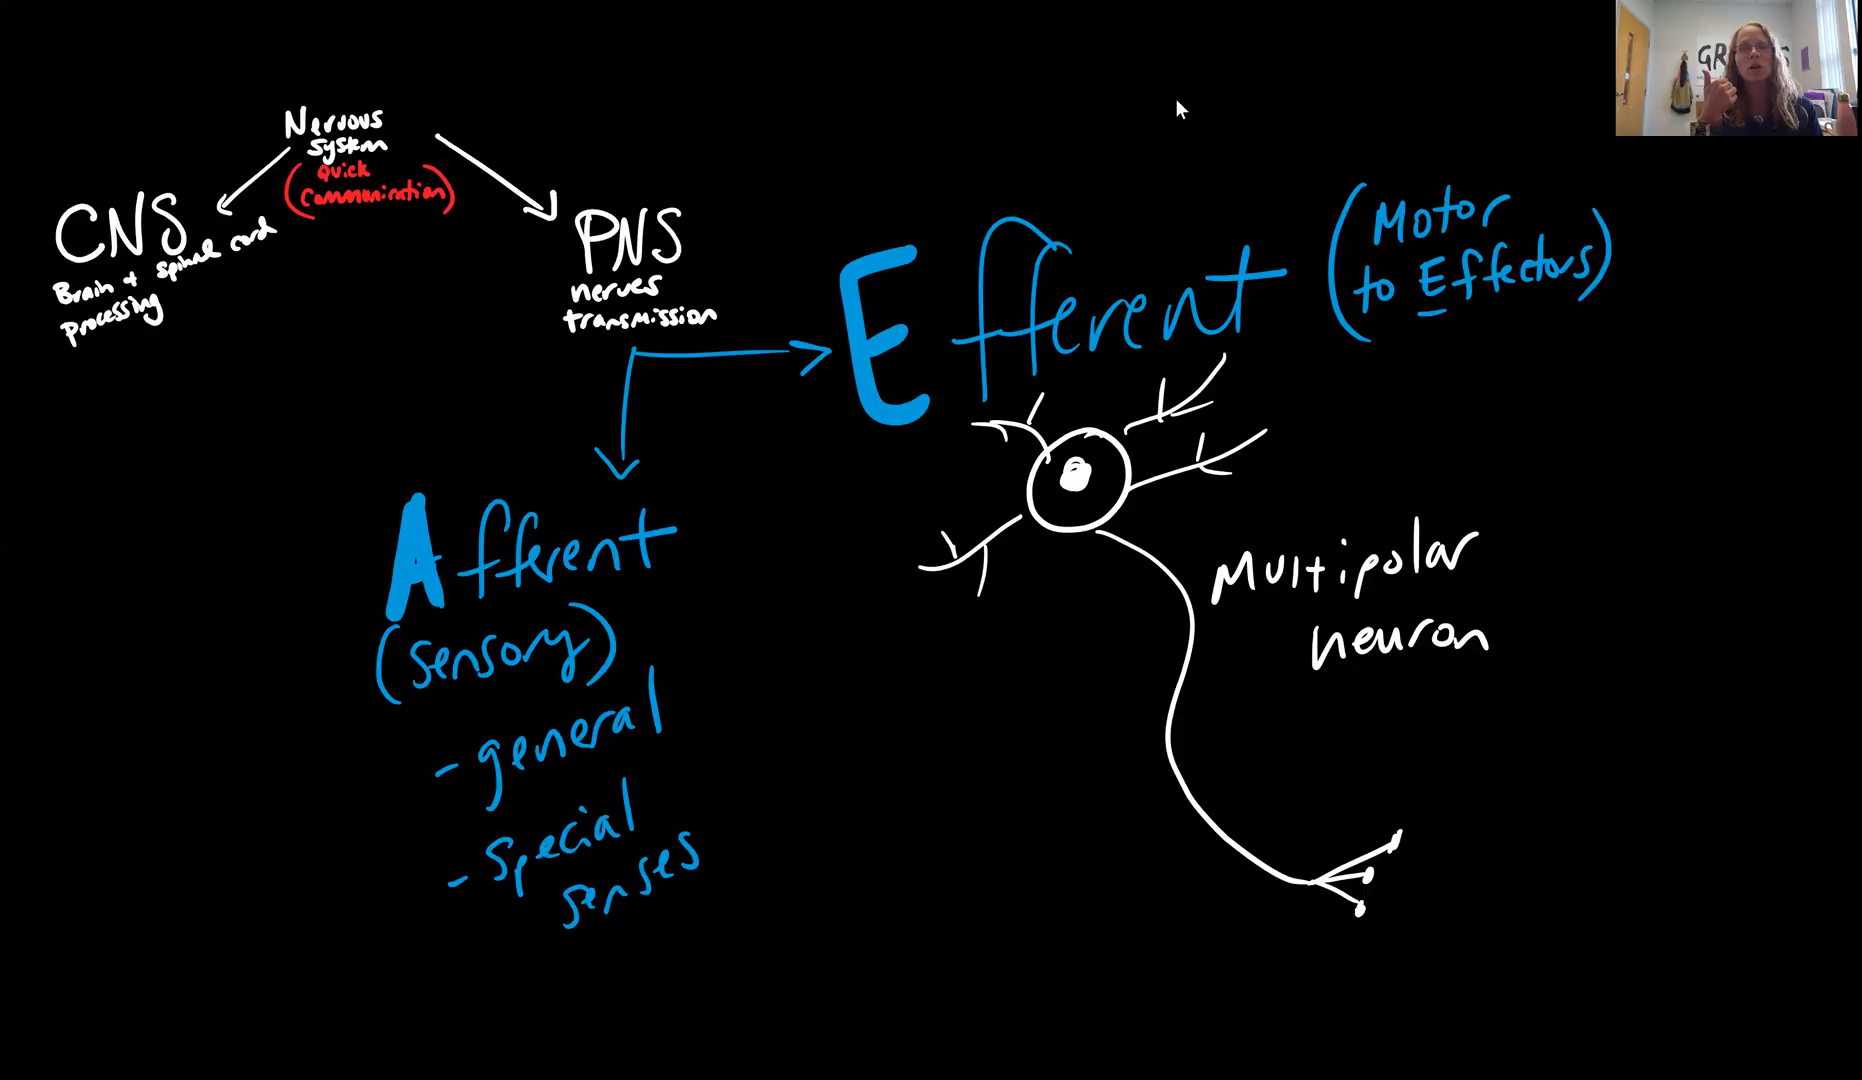 Nervous
system
(Quick
Communication)
CNS
Brain + spinal cord
Processing
PNS
nerves
transmission
Efferent
(Motor
to Effectors)
Afferent
(sensory)
- general
- special
senses
Multipolar
neuron